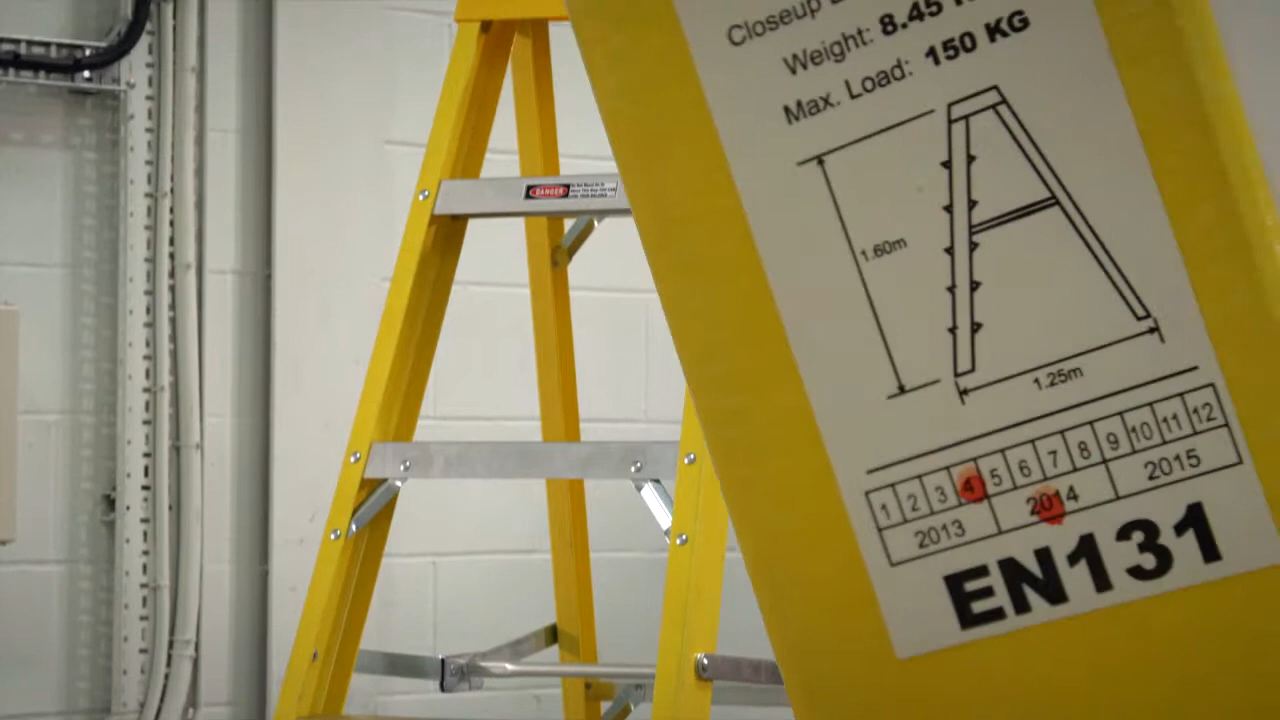 DANGER
Closeup
Weight: 8.45
Max. Load: 150 KG
1.60m
1.25m
1 2 3 4 5 6 7 8 9 10 11 12
2013 2014 2015
EN131